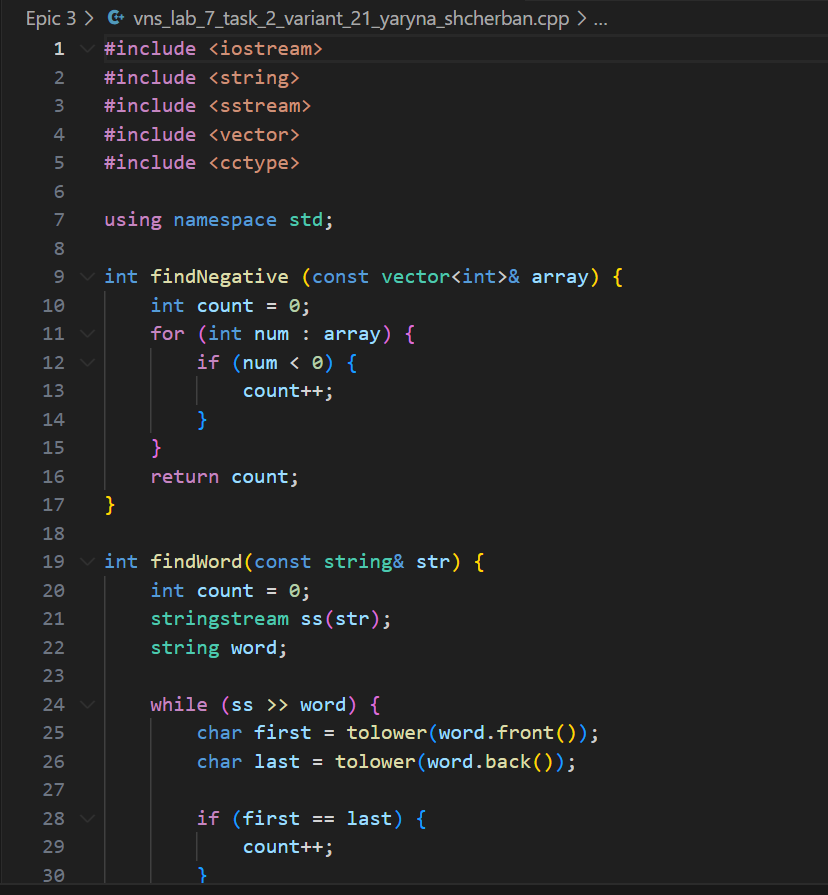 Epic 3 > vns_lab_7_task_2_variant_21_yaryna_shcherban.cpp > ...
1 #include <iostream>
2 #include <string>
3 #include <sstream>
4 #include <vector>
5 #include <cctype>
6
7 using namespace std;
8
9 int findNegative (const vector<int>& array) {
10     int count = 0;
11     for (int num : array) {
12         if (num < 0) {
13             count++;
14         }
15     }
16     return count;
17 }
18
19 int findWord(const string& str) {
20     int count = 0;
21     stringstream ss(str);
22     string word;
23
24     while (ss >> word) {
25         char first = tolower(word.front());
26         char last = tolower(word.back());
27
28         if (first == last) {
29             count++;
30         }